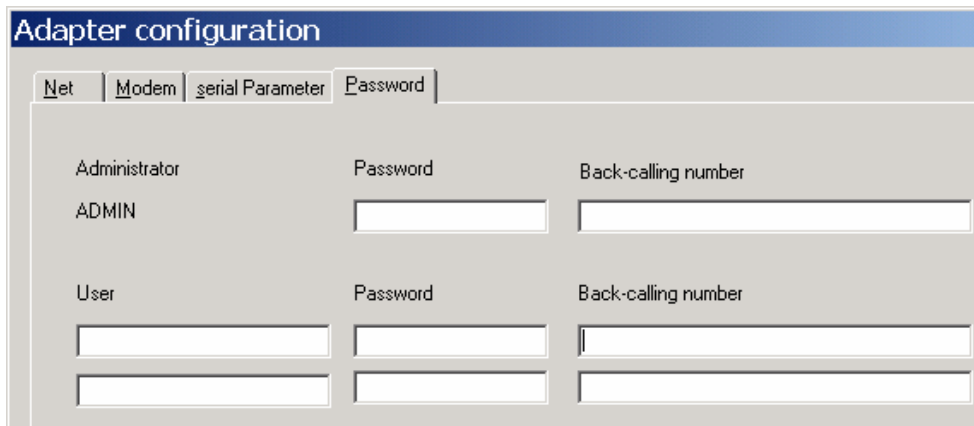 Adapter configuration
Net Modem serial Parameter Password
Administrator Password Back-calling number
ADMIN
User Password Back-calling number